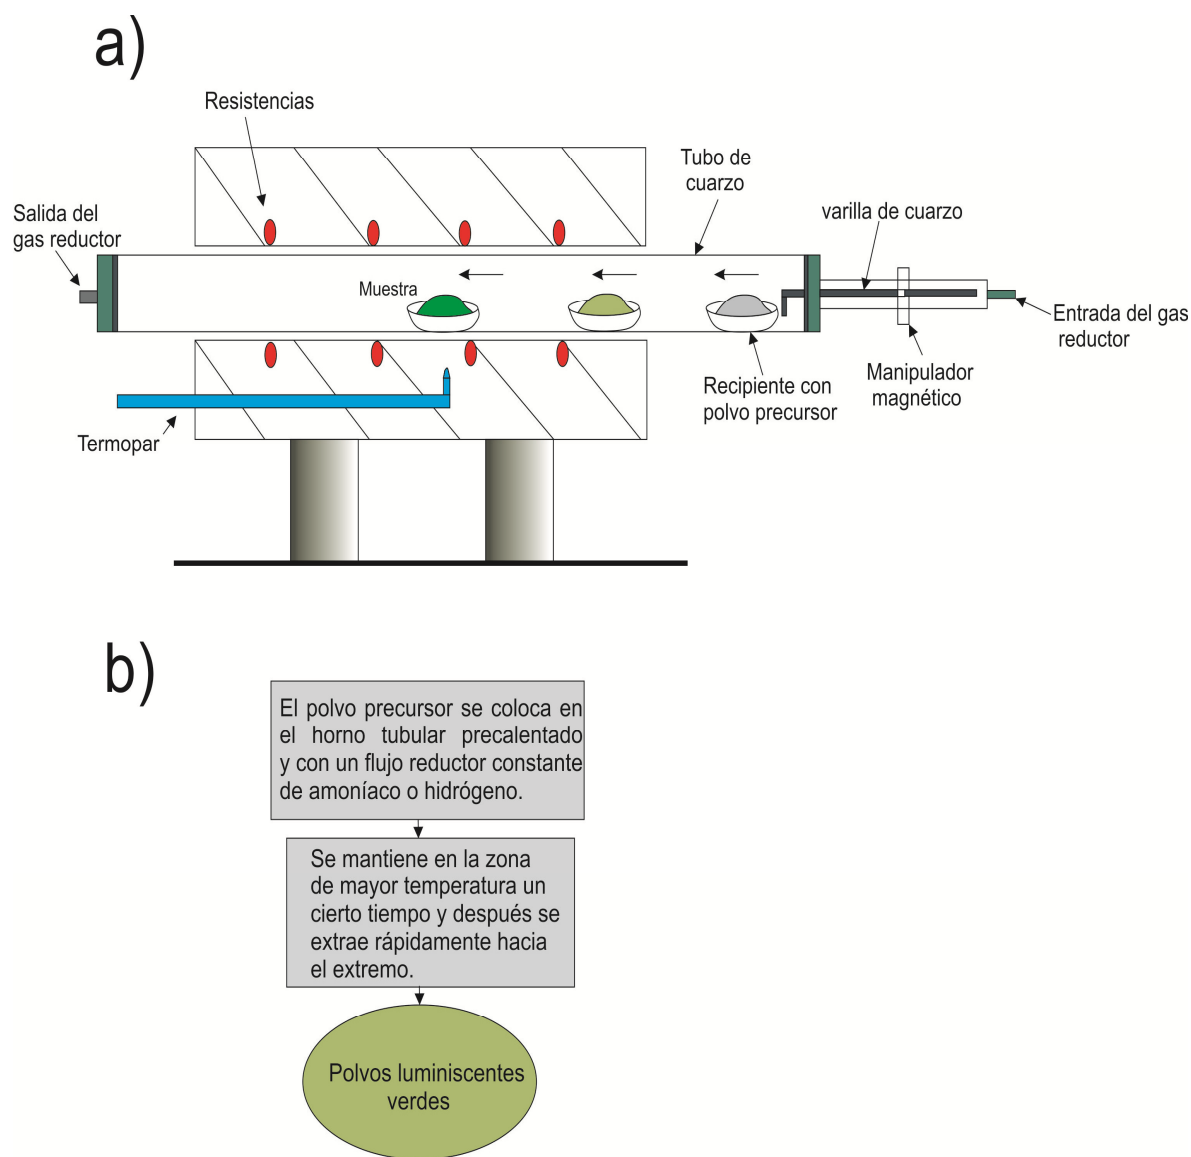 a)
Resistencias
Tubo de
cuarzo
Salida del
gas reductor
varilla de cuarzo
Muestra
Entrada del gas
reductor
Manipulador
magnético
Recipiente con
polvo precursor
Termopar
b)
El polvo precursor se coloca en
el horno tubular precalentado
y con un flujo reductor constante
de amoníaco o hidrógeno.
Se mantiene en la zona
de mayor temperatura un
cierto tiempo y después se
extrae rápidamente hacia
el extremo.
Polvos luminiscentes
verdes